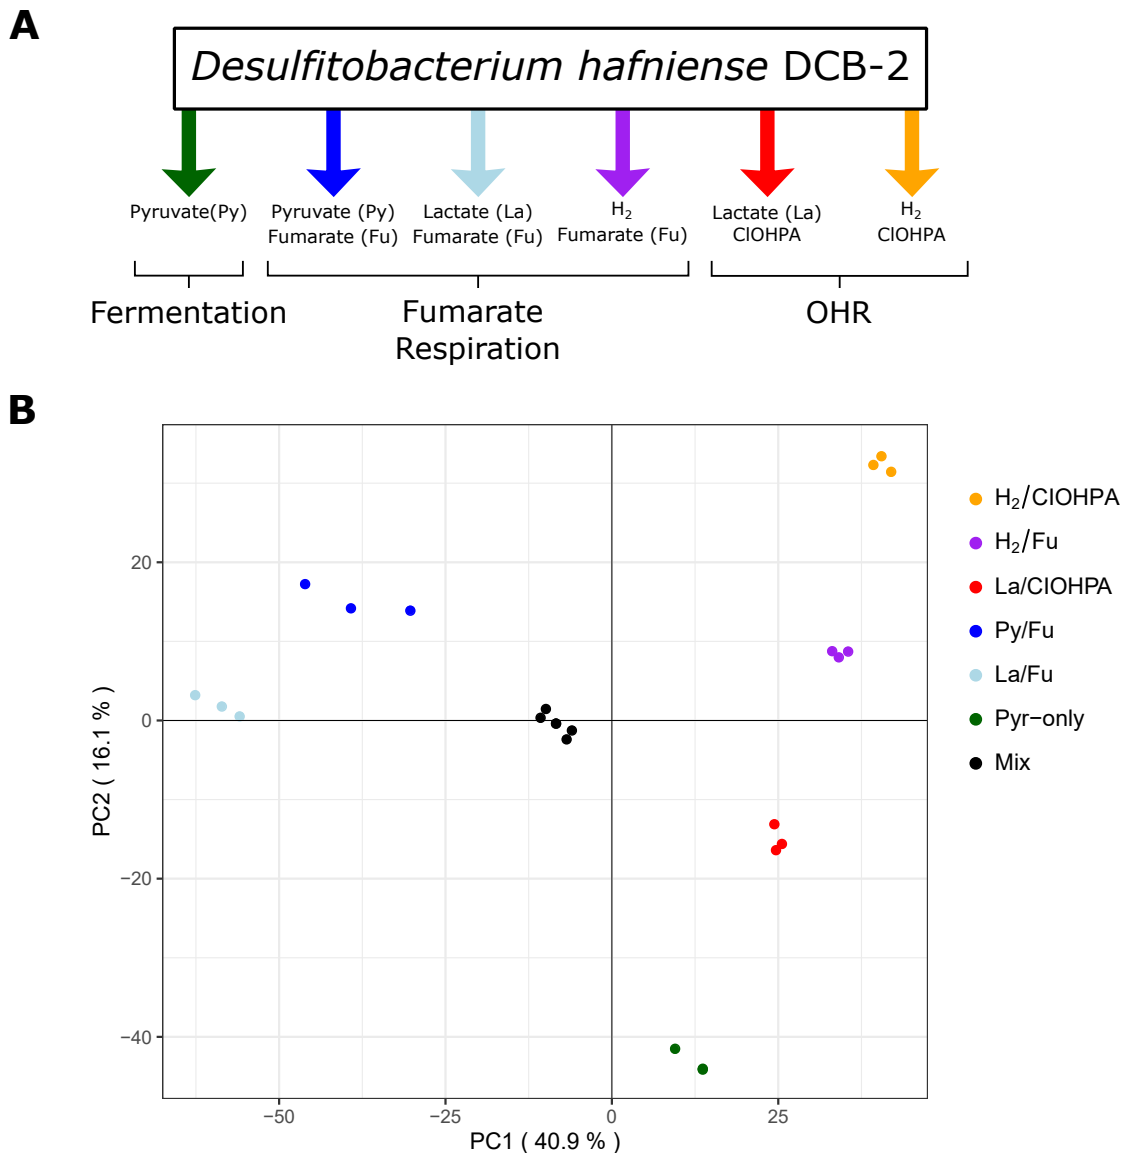 A
Desulfitobacterium hafniense DCB-2
Pyruvate(Py)
Pyruvate (Py)
Fumarate (Fu)
Lactate (La)
Fumarate (Fu)
H₂
Fumarate (Fu)
Lactate (La)
ClOHPA
H₂
ClOHPA
Fermentation
Fumarate
Respiration
OHR
B
PC2 ( 16.1 % )
20
0
−20
−40
−50
−25
0
25
PC1 ( 40.9 % )
H₂/ClOHPA
H₂/Fu
La/ClOHPA
Py/Fu
La/Fu
Pyr−only
Mix